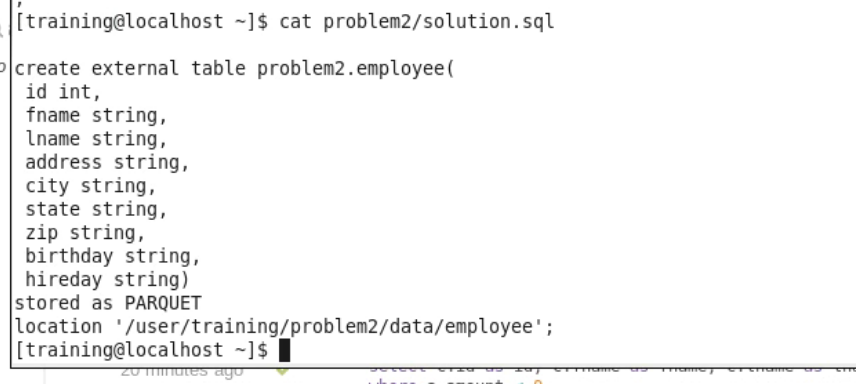 [training@localhost ~]$ cat problem2/solution.sql
create external table problem2.employee(
id int,
fname string,
lname string,
address string,
city string,
state string,
zip string,
birthday string,
hireday string)
stored as PARQUET
location '/user/training/problem2/data/employee';
[training@localhost ~]$
20 minutes ago